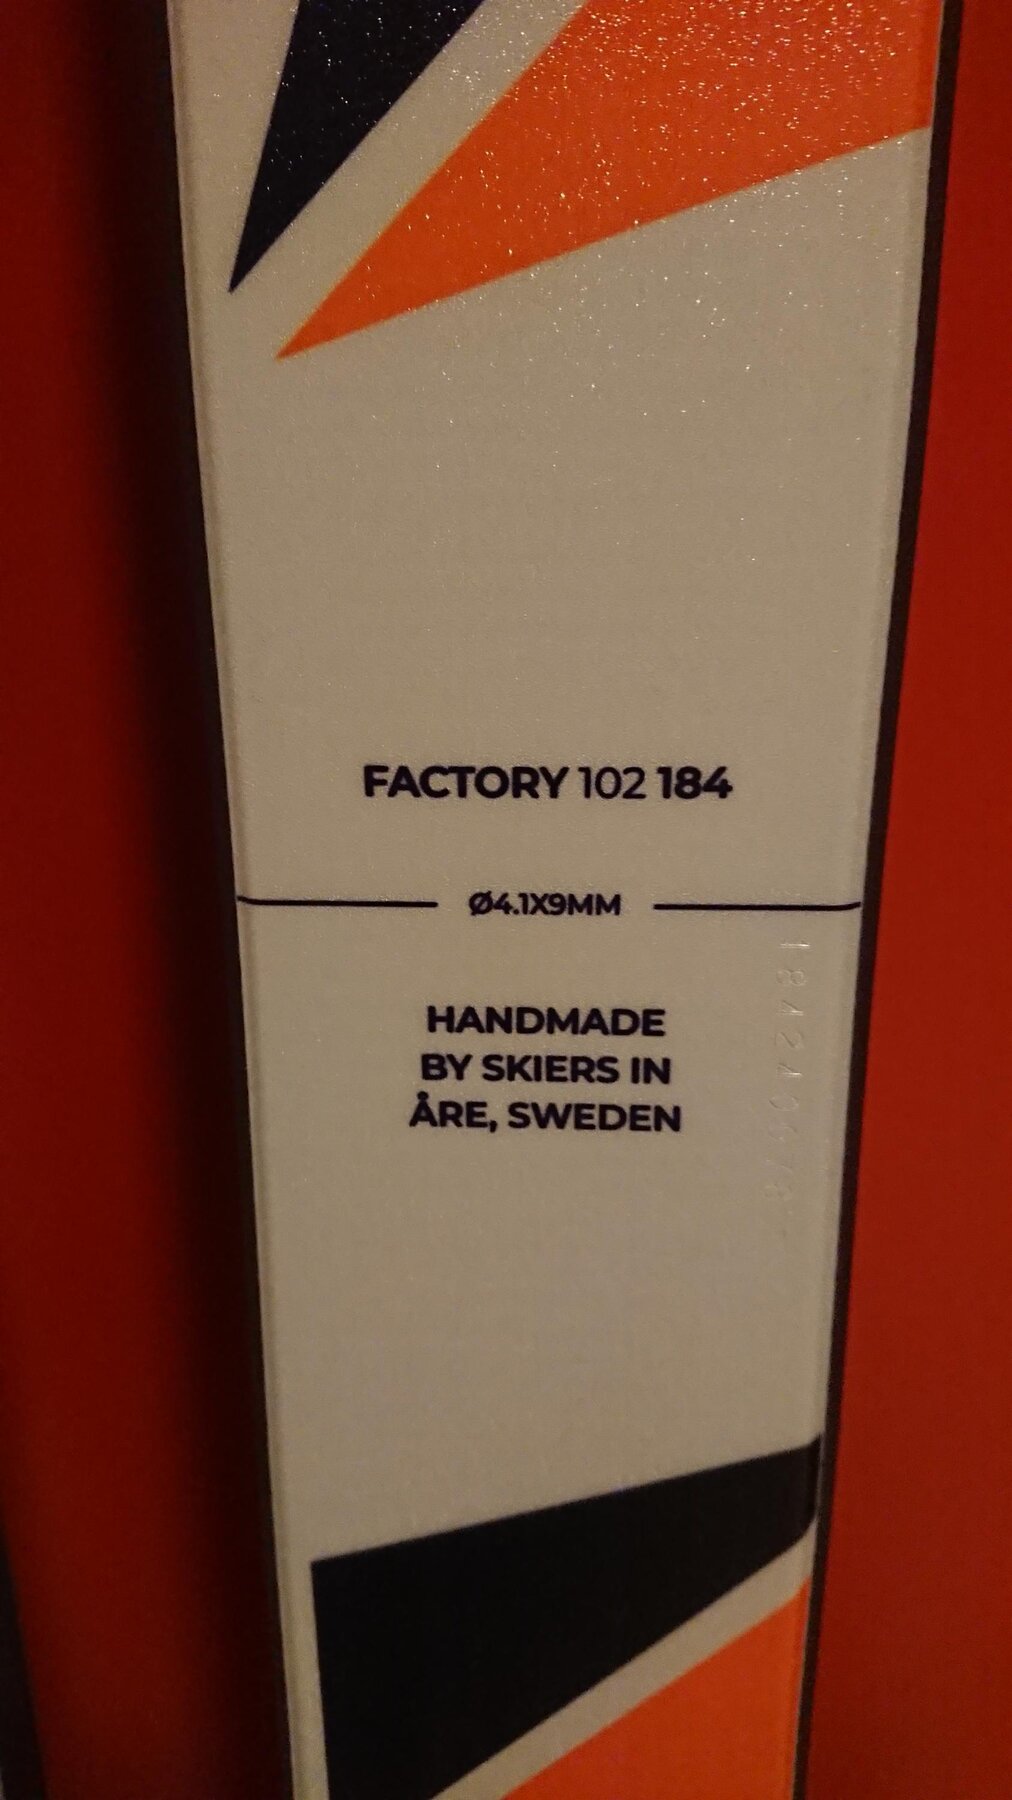 FACTORY 102 184
Ø4.1X9MM
HANDMADE
BY SKIERS IN
ÅRE, SWEDEN